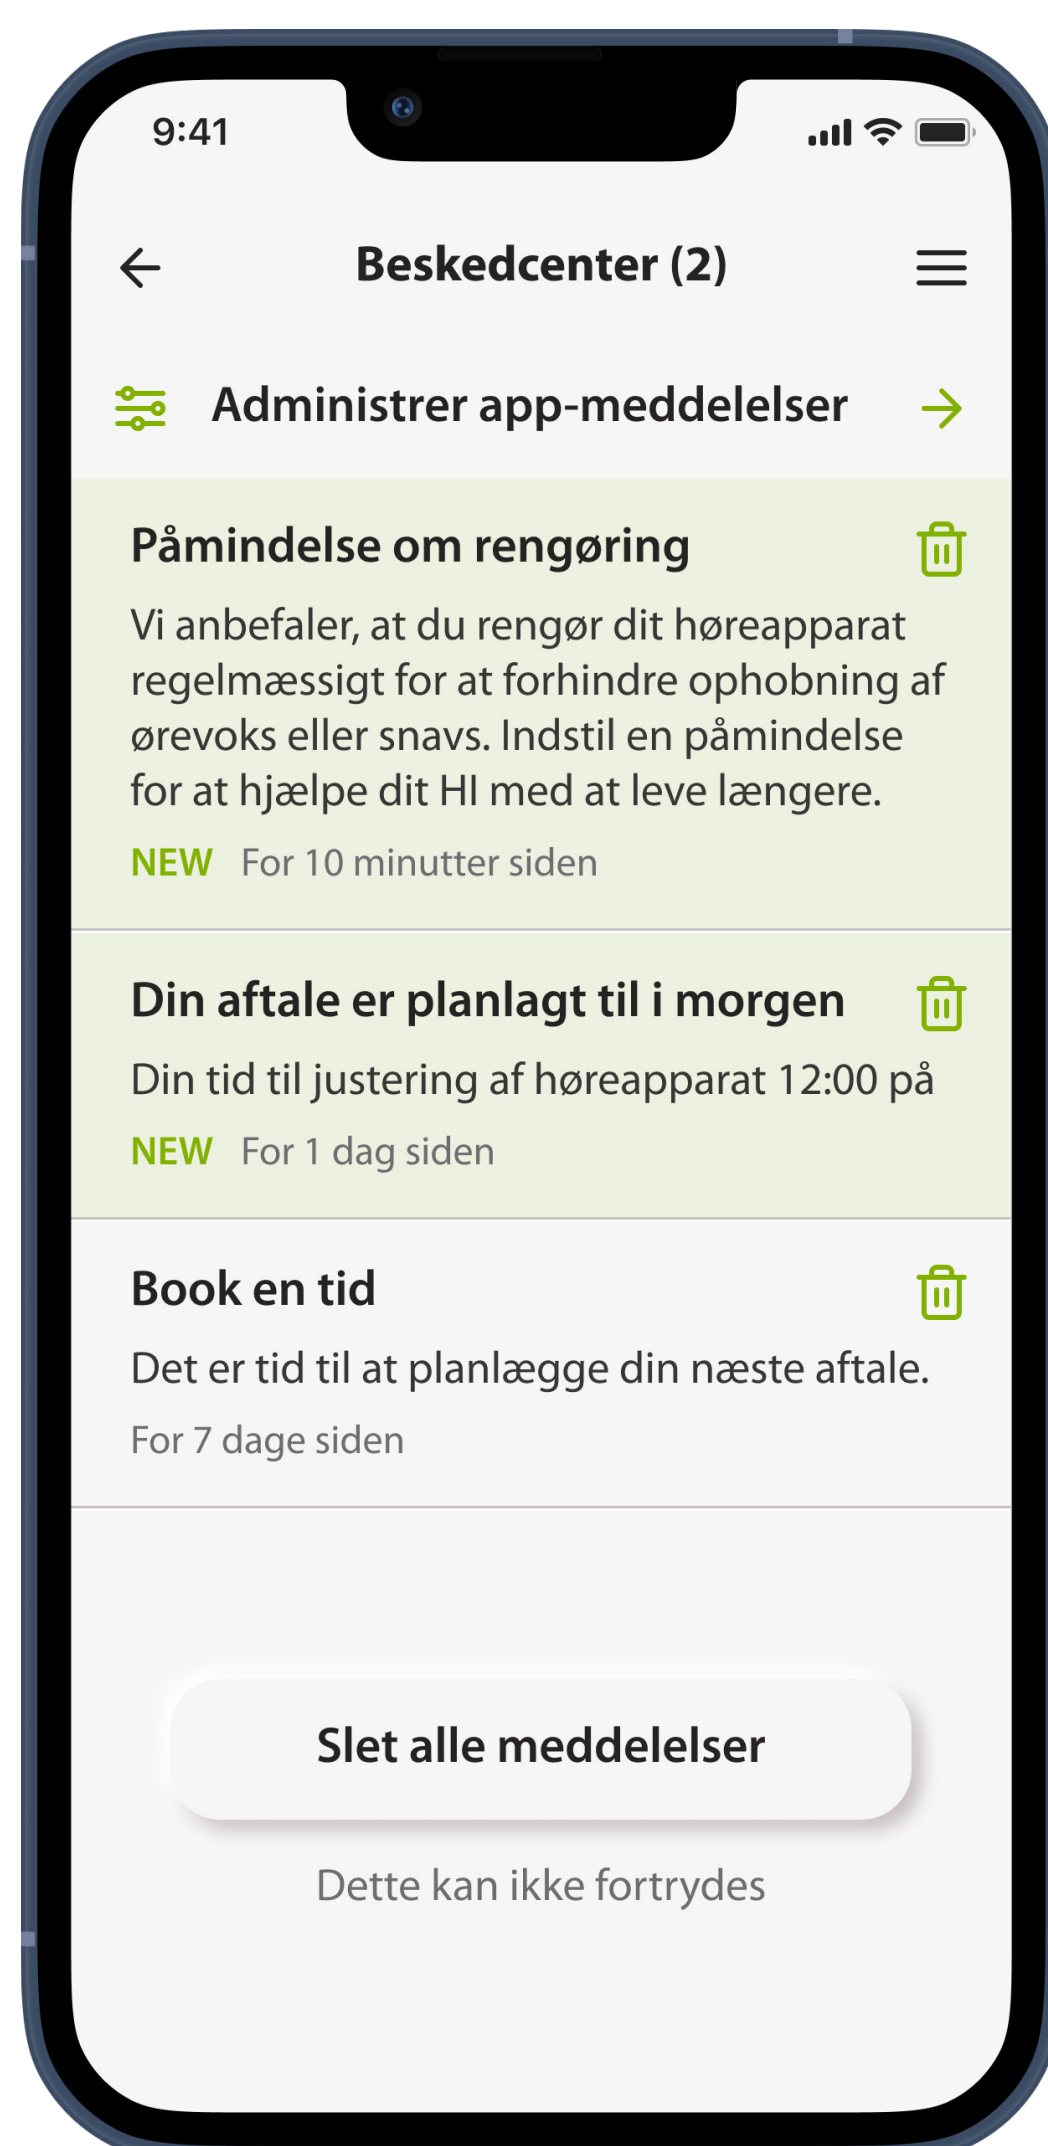 9:41
Beskedcenter (2)
Administrer app-meddelelser
Påmindelse om rengøring
Vi anbefaler, at du rengør dit høreapparat
regelmæssigt for at forhindre ophobning af
ørevoks eller snavs. Indstil en påmindelse
for at hjælpe dit HI med at leve længere.
NEW For 10 minutter siden
Din aftale er planlagt til i morgen
Din tid til justering af høreapparat 12:00 på
NEW For 1 dag siden
Book en tid
Det er tid til at planlægge din næste aftale.
For 7 dage siden
Slet alle meddelelser
Dette kan ikke fortrydes